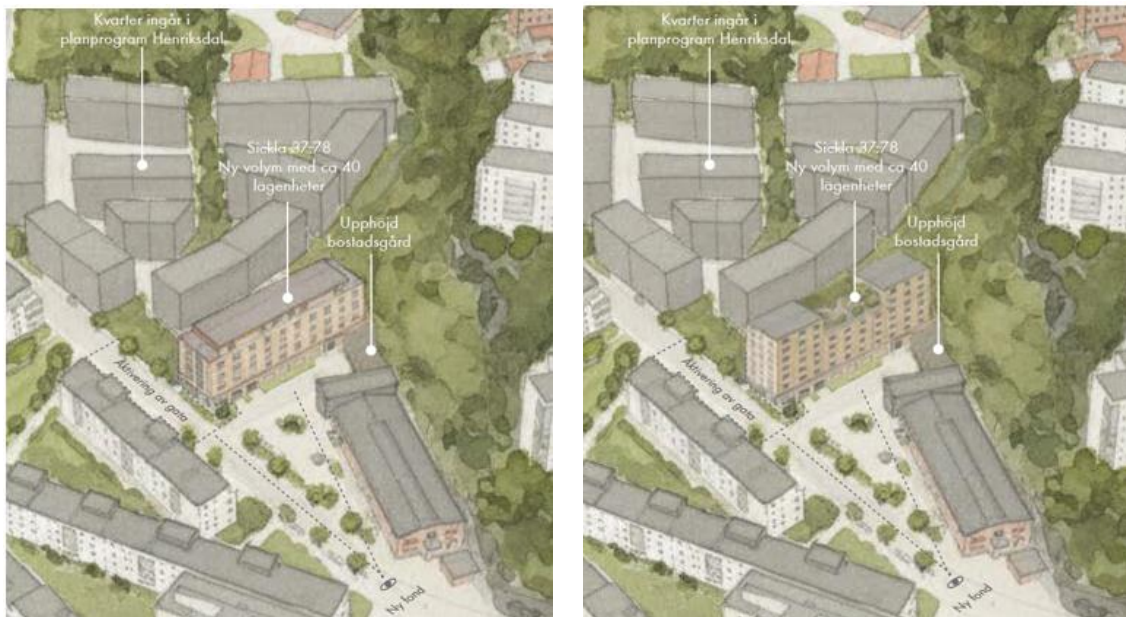 Kvarter ingår i
planprogram Henriksdal
Sickla 37:78
Ny volym med ca 40
lägenheter
Upphöjd
bostadsgård
Aktivering av gata
Ny fond
Kvarter ingår i
planprogram Henriksdal
Sickla 37:78
Ny volym med ca 40
lägenheter
Upphöjd
bostadsgård
Aktivering av gata
Ny fond